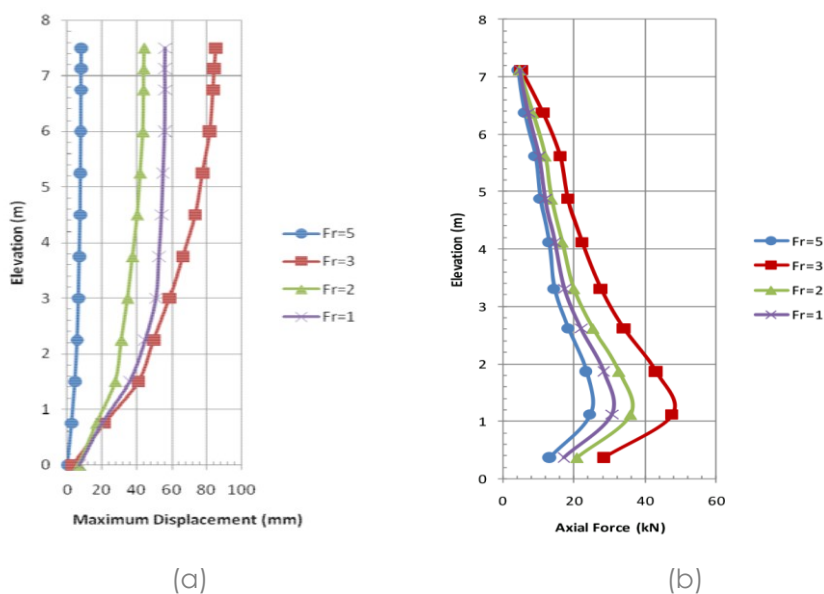 8
7
6
5
4
3
2
1
0
Elevation (m)
0 20 40 60 80 100
Maximum Displacement (mm)
Fr=5
Fr=3
Fr=2
Fr=1
(a)
8
7
6
5
4
3
2
1
0
Elevation (m)
0 20 40 60
Axial Force (kN)
Fr=5
Fr=3
Fr=2
Fr=1
(b)